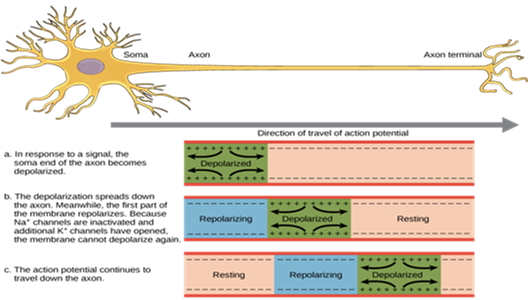 Soma
Axon
Axon terminal
Direction of travel of action potential
a. In response to a signal, the
soma end of the axon becomes
depolarized.
Depolarized
b. The depolarization spreads down
the axon. Meanwhile, the first part of
the membrane repolarizes. Because
Na⁺ channels are inactivated and
additional K⁺ channels have opened,
the membrane cannot depolarize again.
Repolarizing
Depolarized
Resting
c. The action potential continues to
travel down the axon.
Resting
Repolarizing
Depolarized